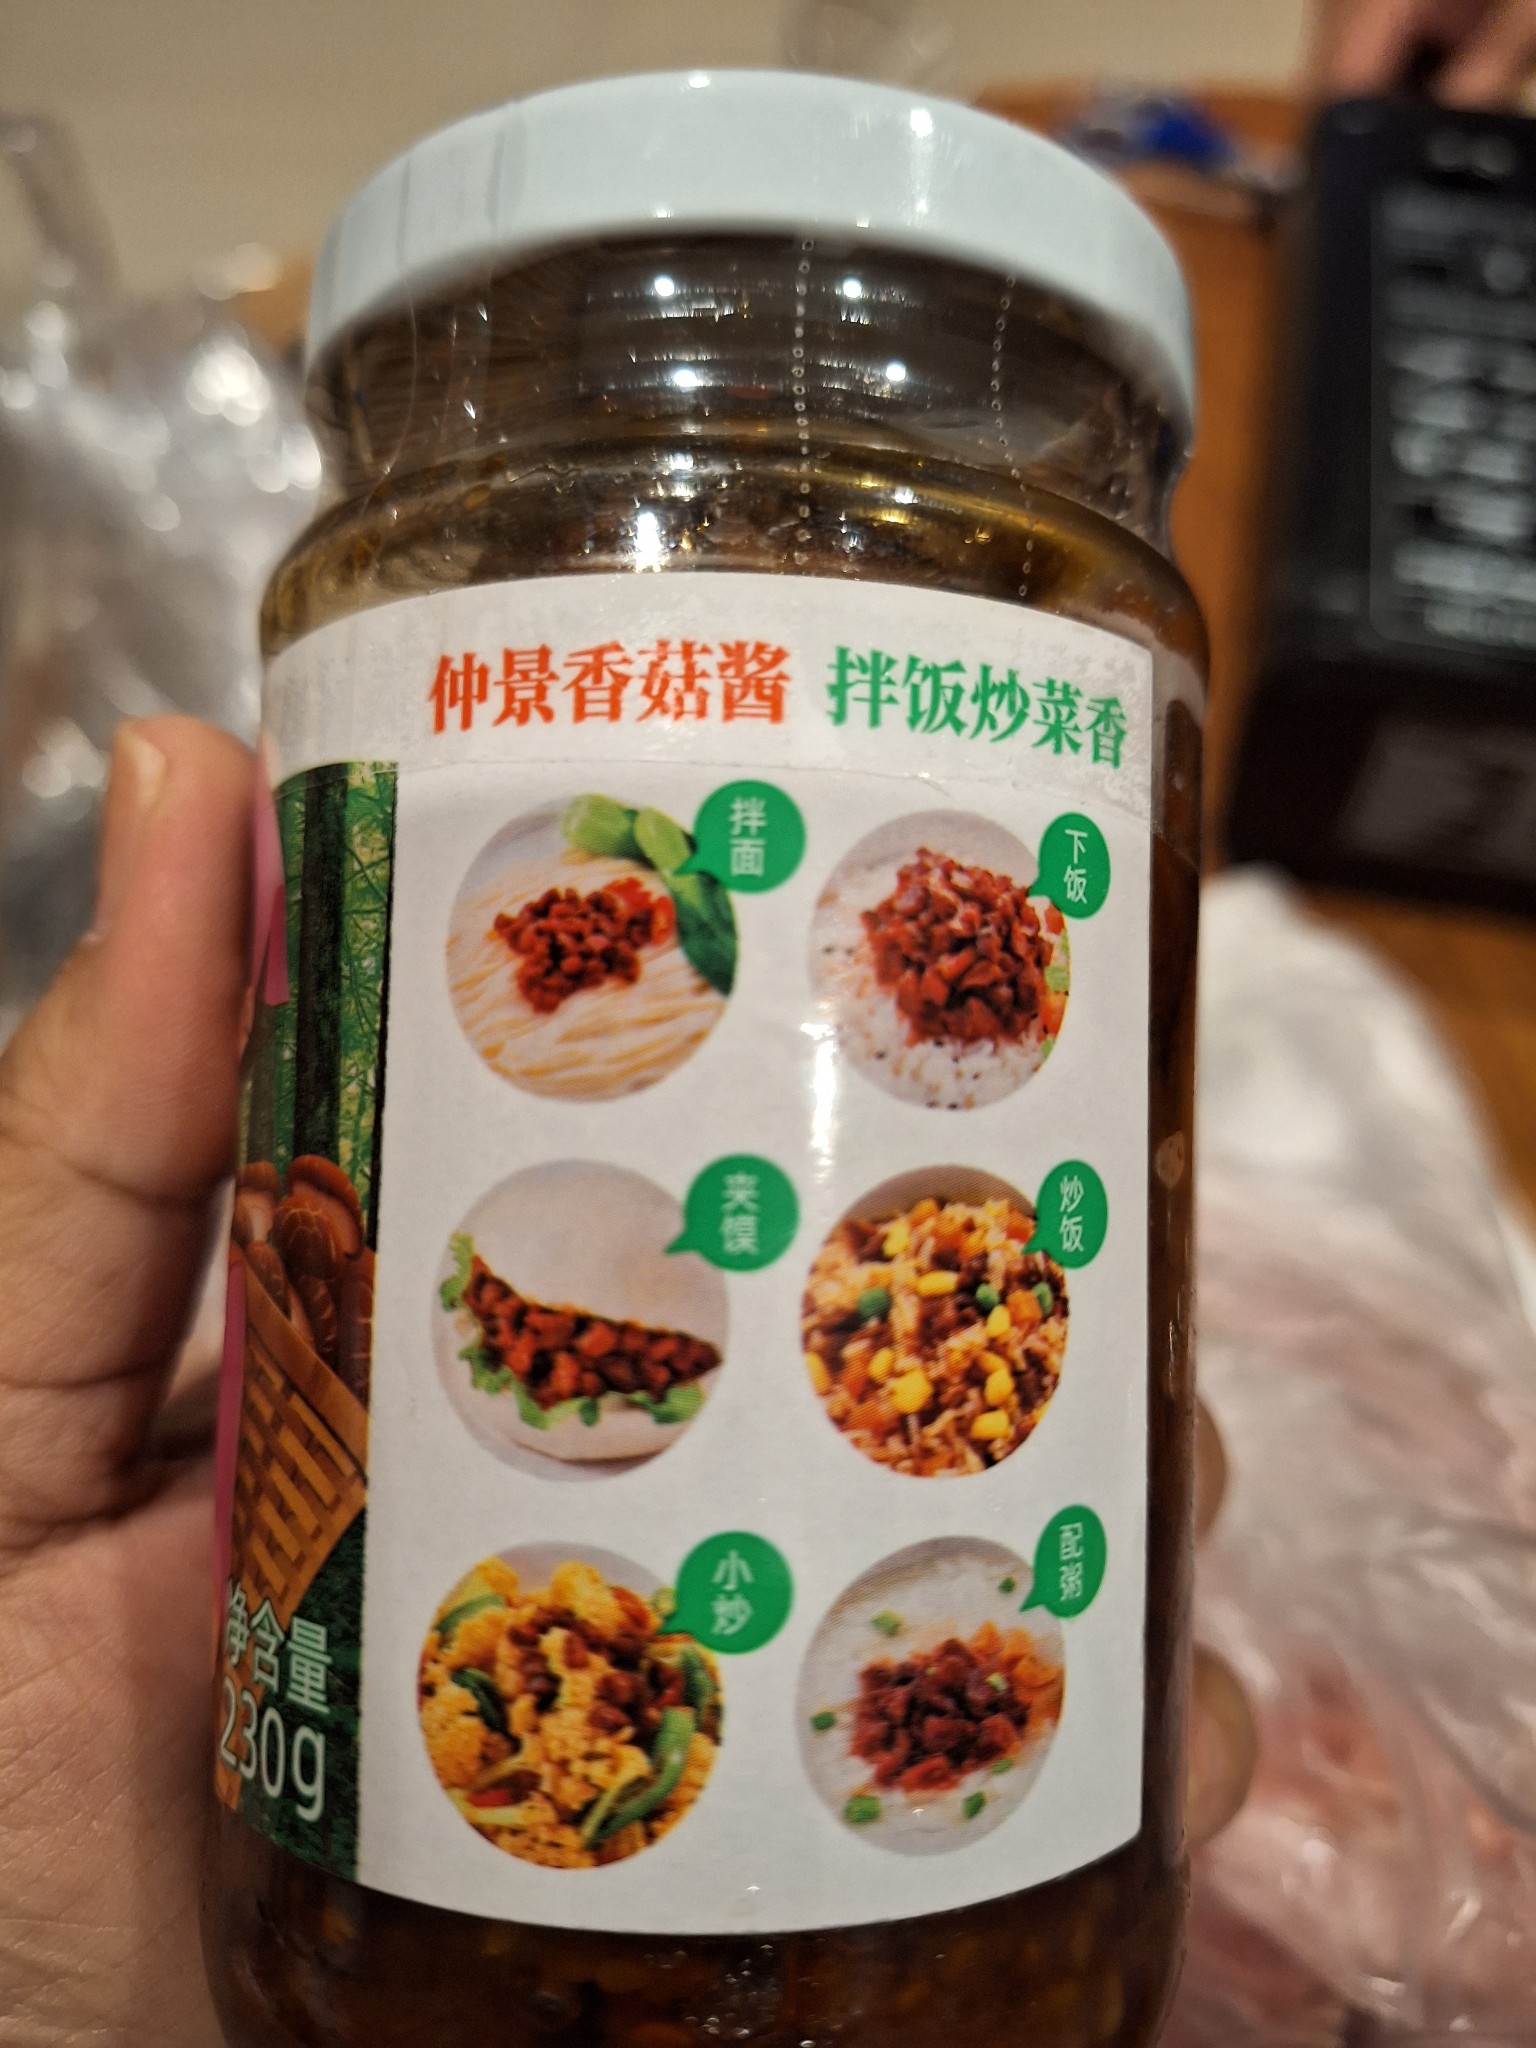 仲景香菇酱 拌饭炒菜香
拌面
下饭
夹馍
炒饭
小炒
配粥
净含量
230g